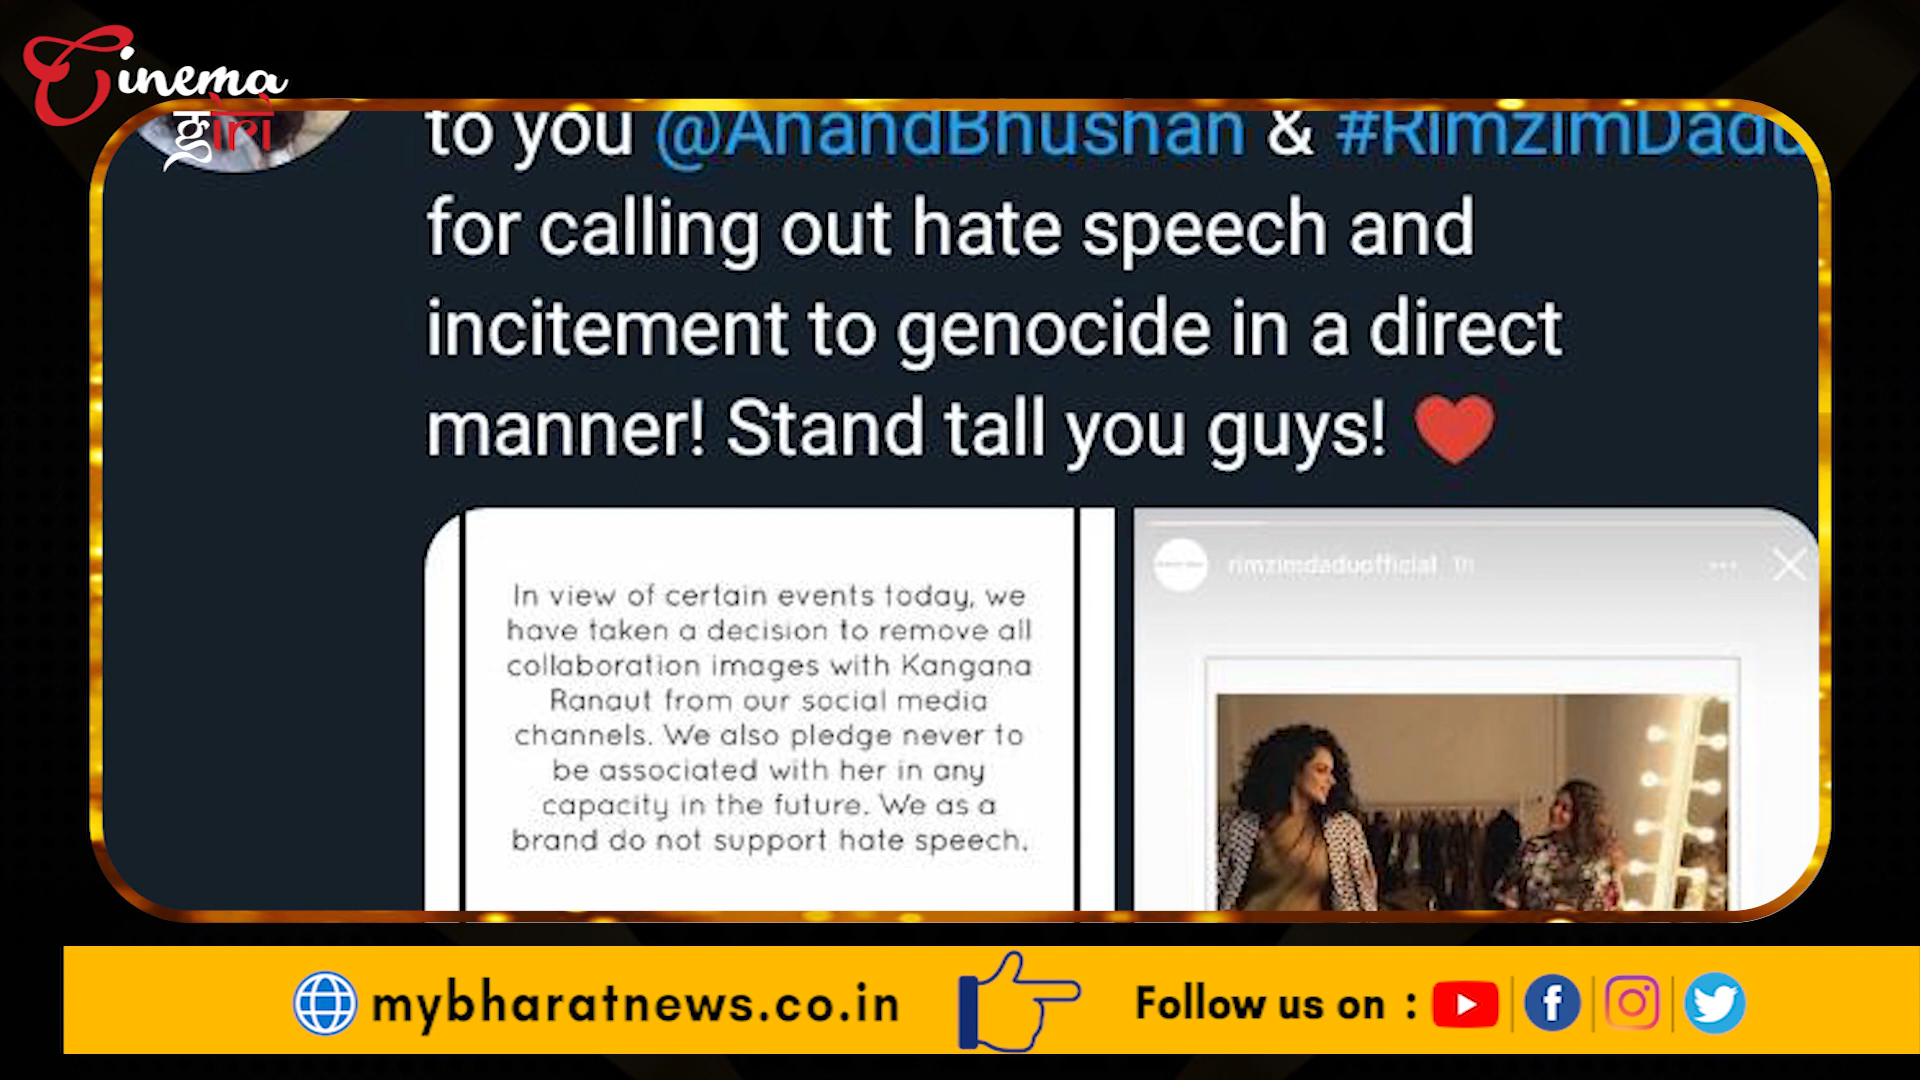 Cinema
गीरी
to you @AnandBhushan & #RimzimDadu
for calling out hate speech and
incitement to genocide in a direct
manner! Stand tall you guys! ❤️
In view of certain events today, we
have taken a decision to remove all
collaboration images with Kangana
Ranaut from our social media
channels. We also pledge never to
be associated with her in any
capacity in the future. We as a
brand do not support hate speech.
rimzimdaduofficial 1h
mybharatnews.co.in
Follow us on :